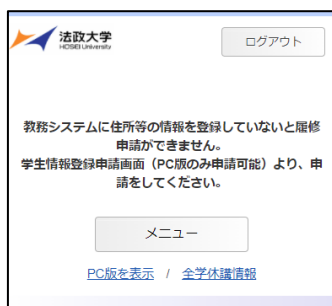 法政大学
HOSEI University
ログアウト
教務システムに住所等の情報を登録していないと履修
申請ができません。
学生情報登録申請画面（PC版のみ申請可能）より、申
請をしてください。
メニュー
PC版を表示 / 全学休講情報